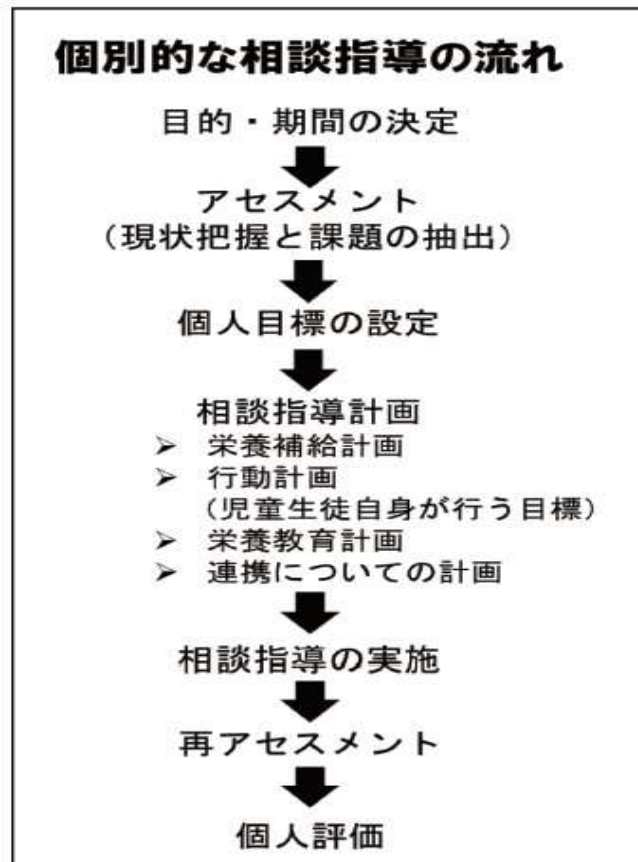 個別的な相談指導の流れ
目的・期間の決定
アセスメント
（現状把握と課題の抽出）
個人目標の設定
相談指導計画
➢ 栄養補給計画
➢ 行動計画
（児童生徒自身が行う目標）
➢ 栄養教育計画
➢ 連携についての計画
相談指導の実施
再アセスメント
個人評価